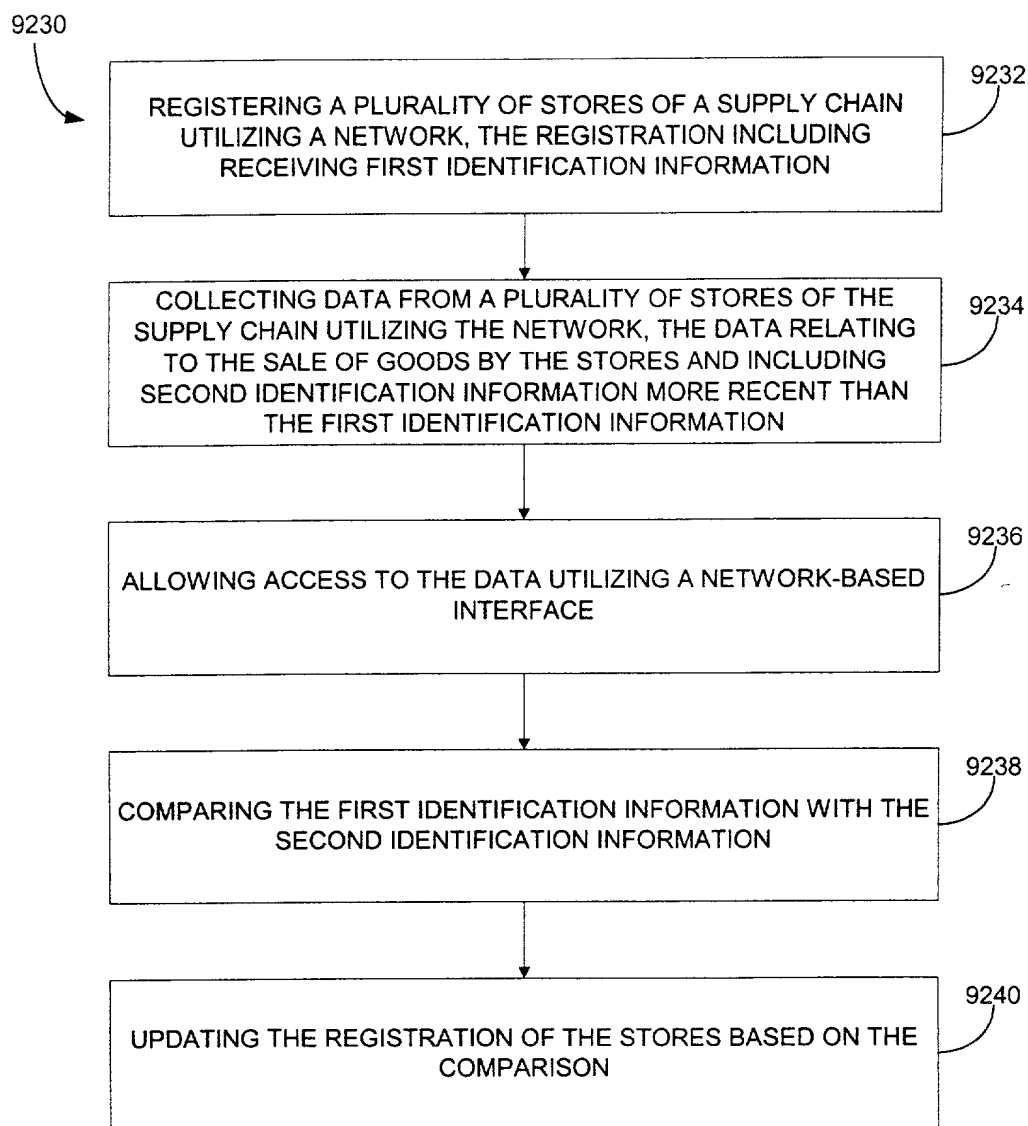 9230
9232
REGISTERING A PLURALITY OF STORES OF A SUPPLY CHAIN
UTILIZING A NETWORK, THE REGISTRATION INCLUDING
RECEIVING FIRST IDENTIFICATION INFORMATION
9234
COLLECTING DATA FROM A PLURALITY OF STORES OF THE
SUPPLY CHAIN UTILIZING THE NETWORK, THE DATA RELATING
TO THE SALE OF GOODS BY THE STORES AND INCLUDING
SECOND IDENTIFICATION INFORMATION MORE RECENT THAN
THE FIRST IDENTIFICATION INFORMATION
9236
ALLOWING ACCESS TO THE DATA UTILIZING A NETWORK-BASED
INTERFACE
9238
COMPARING THE FIRST IDENTIFICATION INFORMATION WITH THE
SECOND IDENTIFICATION INFORMATION
9240
UPDATING THE REGISTRATION OF THE STORES BASED ON THE
COMPARISON